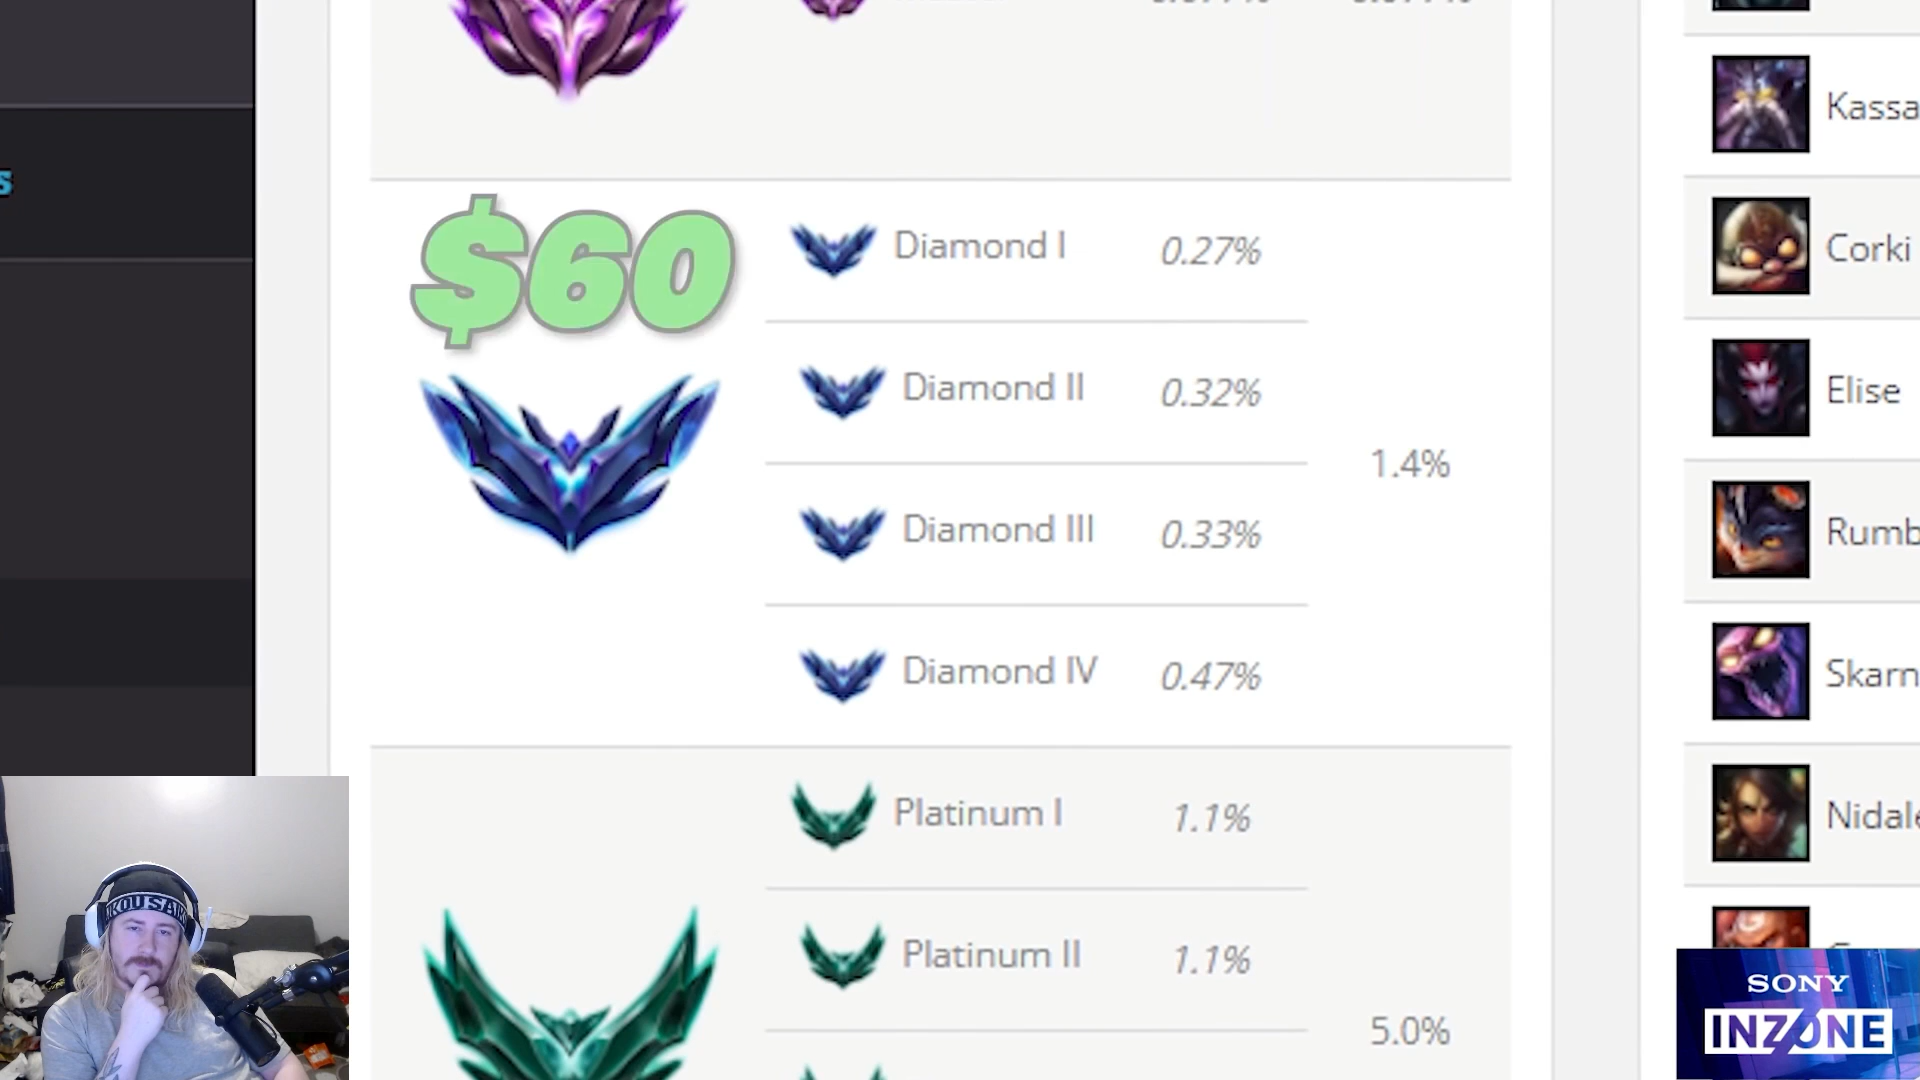 s
$60
Diamond I 0.27%
Diamond II 0.32%
1.4%
Diamond III 0.33%
Diamond IV 0.47%
Platinum I 1.1%
Platinum II 1.1%
5.0%
Kassa
Corki
Elise
Rumb
Skarn
Nidale
SONY
INZONE